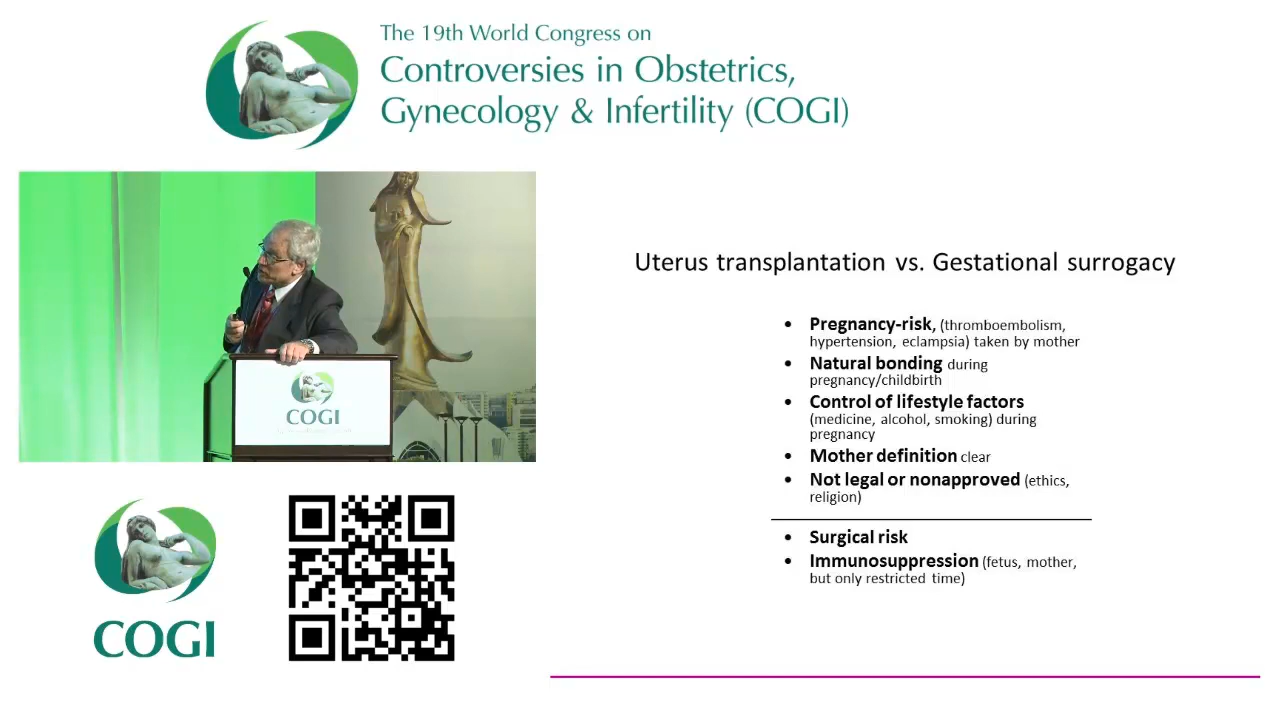 The 19th World Congress on
Controversies in Obstetrics,
Gynecology & Infertility (COGI)
Uterus transplantation vs. Gestational surrogacy
• Pregnancy-risk, (thromboembolism,
hypertension, eclampsia) taken by mother
• Natural bonding during
pregnancy/childbirth
• Control of lifestyle factors
(medicine, alcohol, smoking) during
pregnancy
• Mother definition clear
• Not legal or nonapproved (ethics,
religion)
• Surgical risk
• Immunosuppression (fetus, mother,
but only restricted time)
COGI
COGI